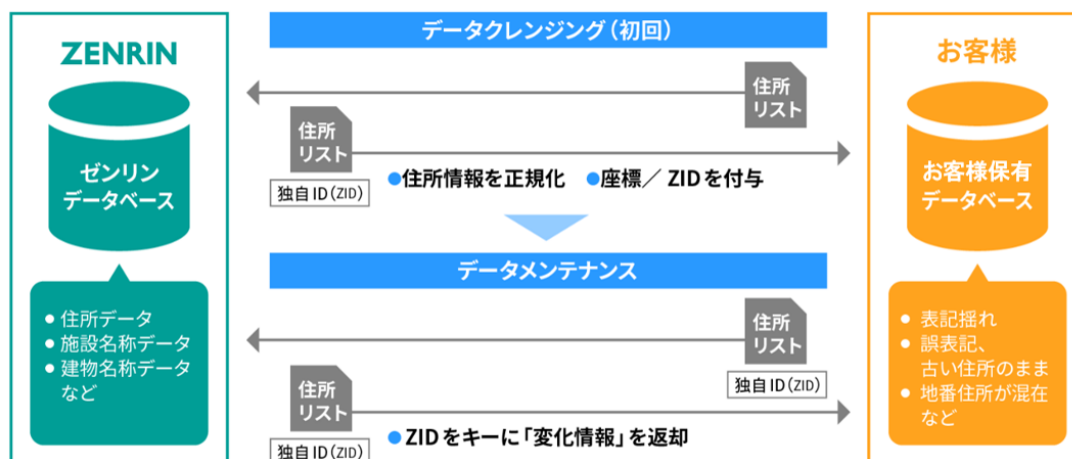 データクレンジング（初回）
ZENRIN
お客様
住所
リスト
住所
リスト
独自ID（ZID）
●住所情報を正規化 ●座標／ZIDを付与
ゼンリン
データベース
お客様保有
データベース
データメンテナンス
● 住所データ
● 施設名称データ
● 建物名称データ
など
住所
リスト
独自ID（ZID）
住所
リスト
独自ID（ZID）
● ZIDをキーに「変化情報」を返却
● 表記揺れ
● 誤表記、
古い住所のまま
● 地番住所が混在
など